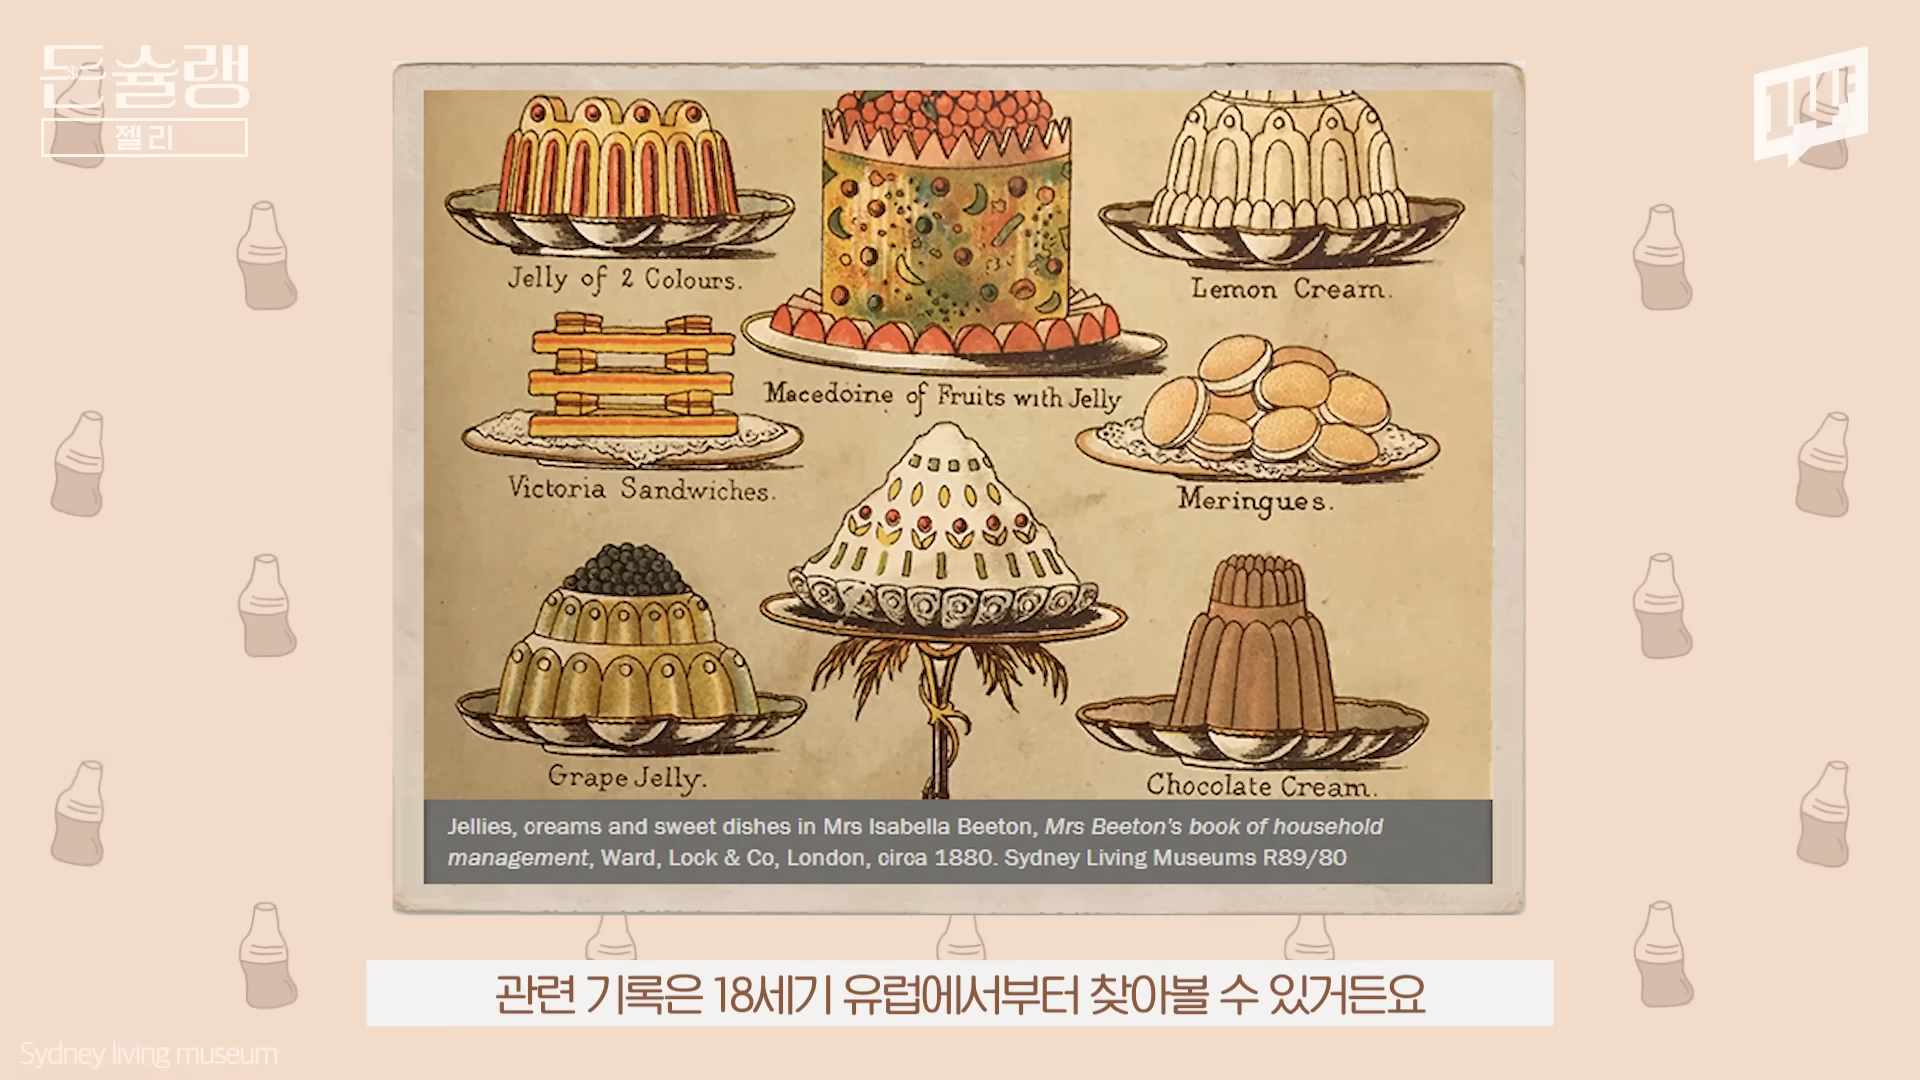 돈슐랭
젤리
14F
Jelly of 2 Colours.
Lemon Cream.
Macedoine of Fruits with Jelly
Victoria Sandwiches.
Meringues.
Grape Jelly.
Chocolate Cream.
Jellies, creams and sweet dishes in Mrs Isabella Beeton, Mrs Beeton's book of household
management, Ward, Lock & Co, London, circa 1880. Sydney Living Museums R89/80
관련 기록은 18세기 유럽에서부터 찾아볼 수 있거든요
Sydney living museum